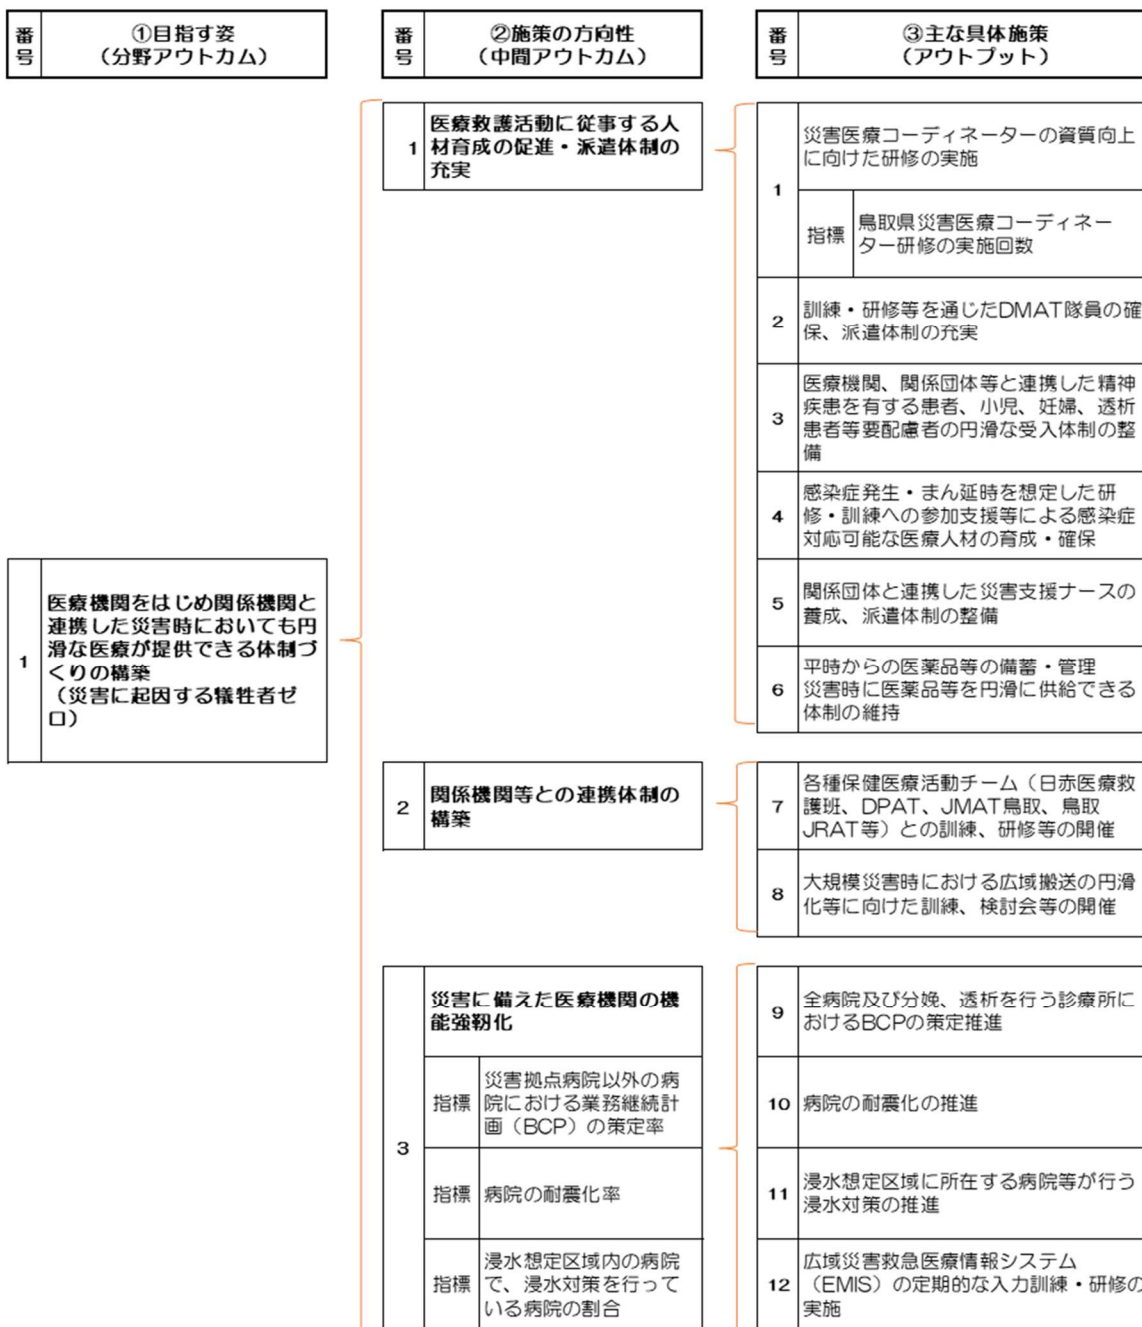 番
号
①目指す姿
（分野アウトカム）
番
号
②施策の方向性
（中間アウトカム）
番
号
③主な具体施策
（アウトプット）
1
医療機関をはじめ関係機関と
連携した災害時においても円
滑な医療が提供できる体制づ
くりの構築
（災害に起因する犠牲者ゼ
ロ）
1
医療救護活動に従事する人
材育成の促進・派遣体制の
充実
1
災害医療コーディネーターの資質向上
に向けた研修の実施
指標
鳥取県災害医療コーディネー
ター研修の実施回数
2
訓練・研修等を通じたDMAT隊員の確
保、派遣体制の充実
3
医療機関、関係団体等と連携した精神
疾患を有する患者、小児、妊婦、透析
患者等要配慮者の円滑な受入体制の整
備
4
感染症発生・まん延時を想定した研
修・訓練への参加支援等による感染症
対応可能な医療人材の育成・確保
5
関係団体と連携した災害支援ナースの
養成、派遣体制の整備
6
平時からの医薬品等の備蓄・管理
災害時に医薬品等を円滑に供給できる
体制の維持
2
関係機関等との連携体制の
構築
7
各種保健医療活動チーム（日赤医療救
護班、DPAT、JMAT鳥取、鳥取
JRAT等）との訓練、研修等の開催
8
大規模災害時における広域搬送の円滑
化等に向けた訓練、検討会等の開催
3
災害に備えた医療機関の機
能強靭化
指標
災害拠点病院以外の病
院における業務継続計
画（BCP）の策定率
指標
病院の耐震化率
指標
浸水想定区域内の病院
で、浸水対策を行って
いる病院の割合
9
全病院及び分娩、透析を行う診療所に
おけるBCPの策定推進
10
病院の耐震化の推進
11
浸水想定区域に所在する病院等が行う
浸水対策の推進
12
広域災害救急医療情報システム
（EMIS）の定期的な入力訓練・研修の
実施